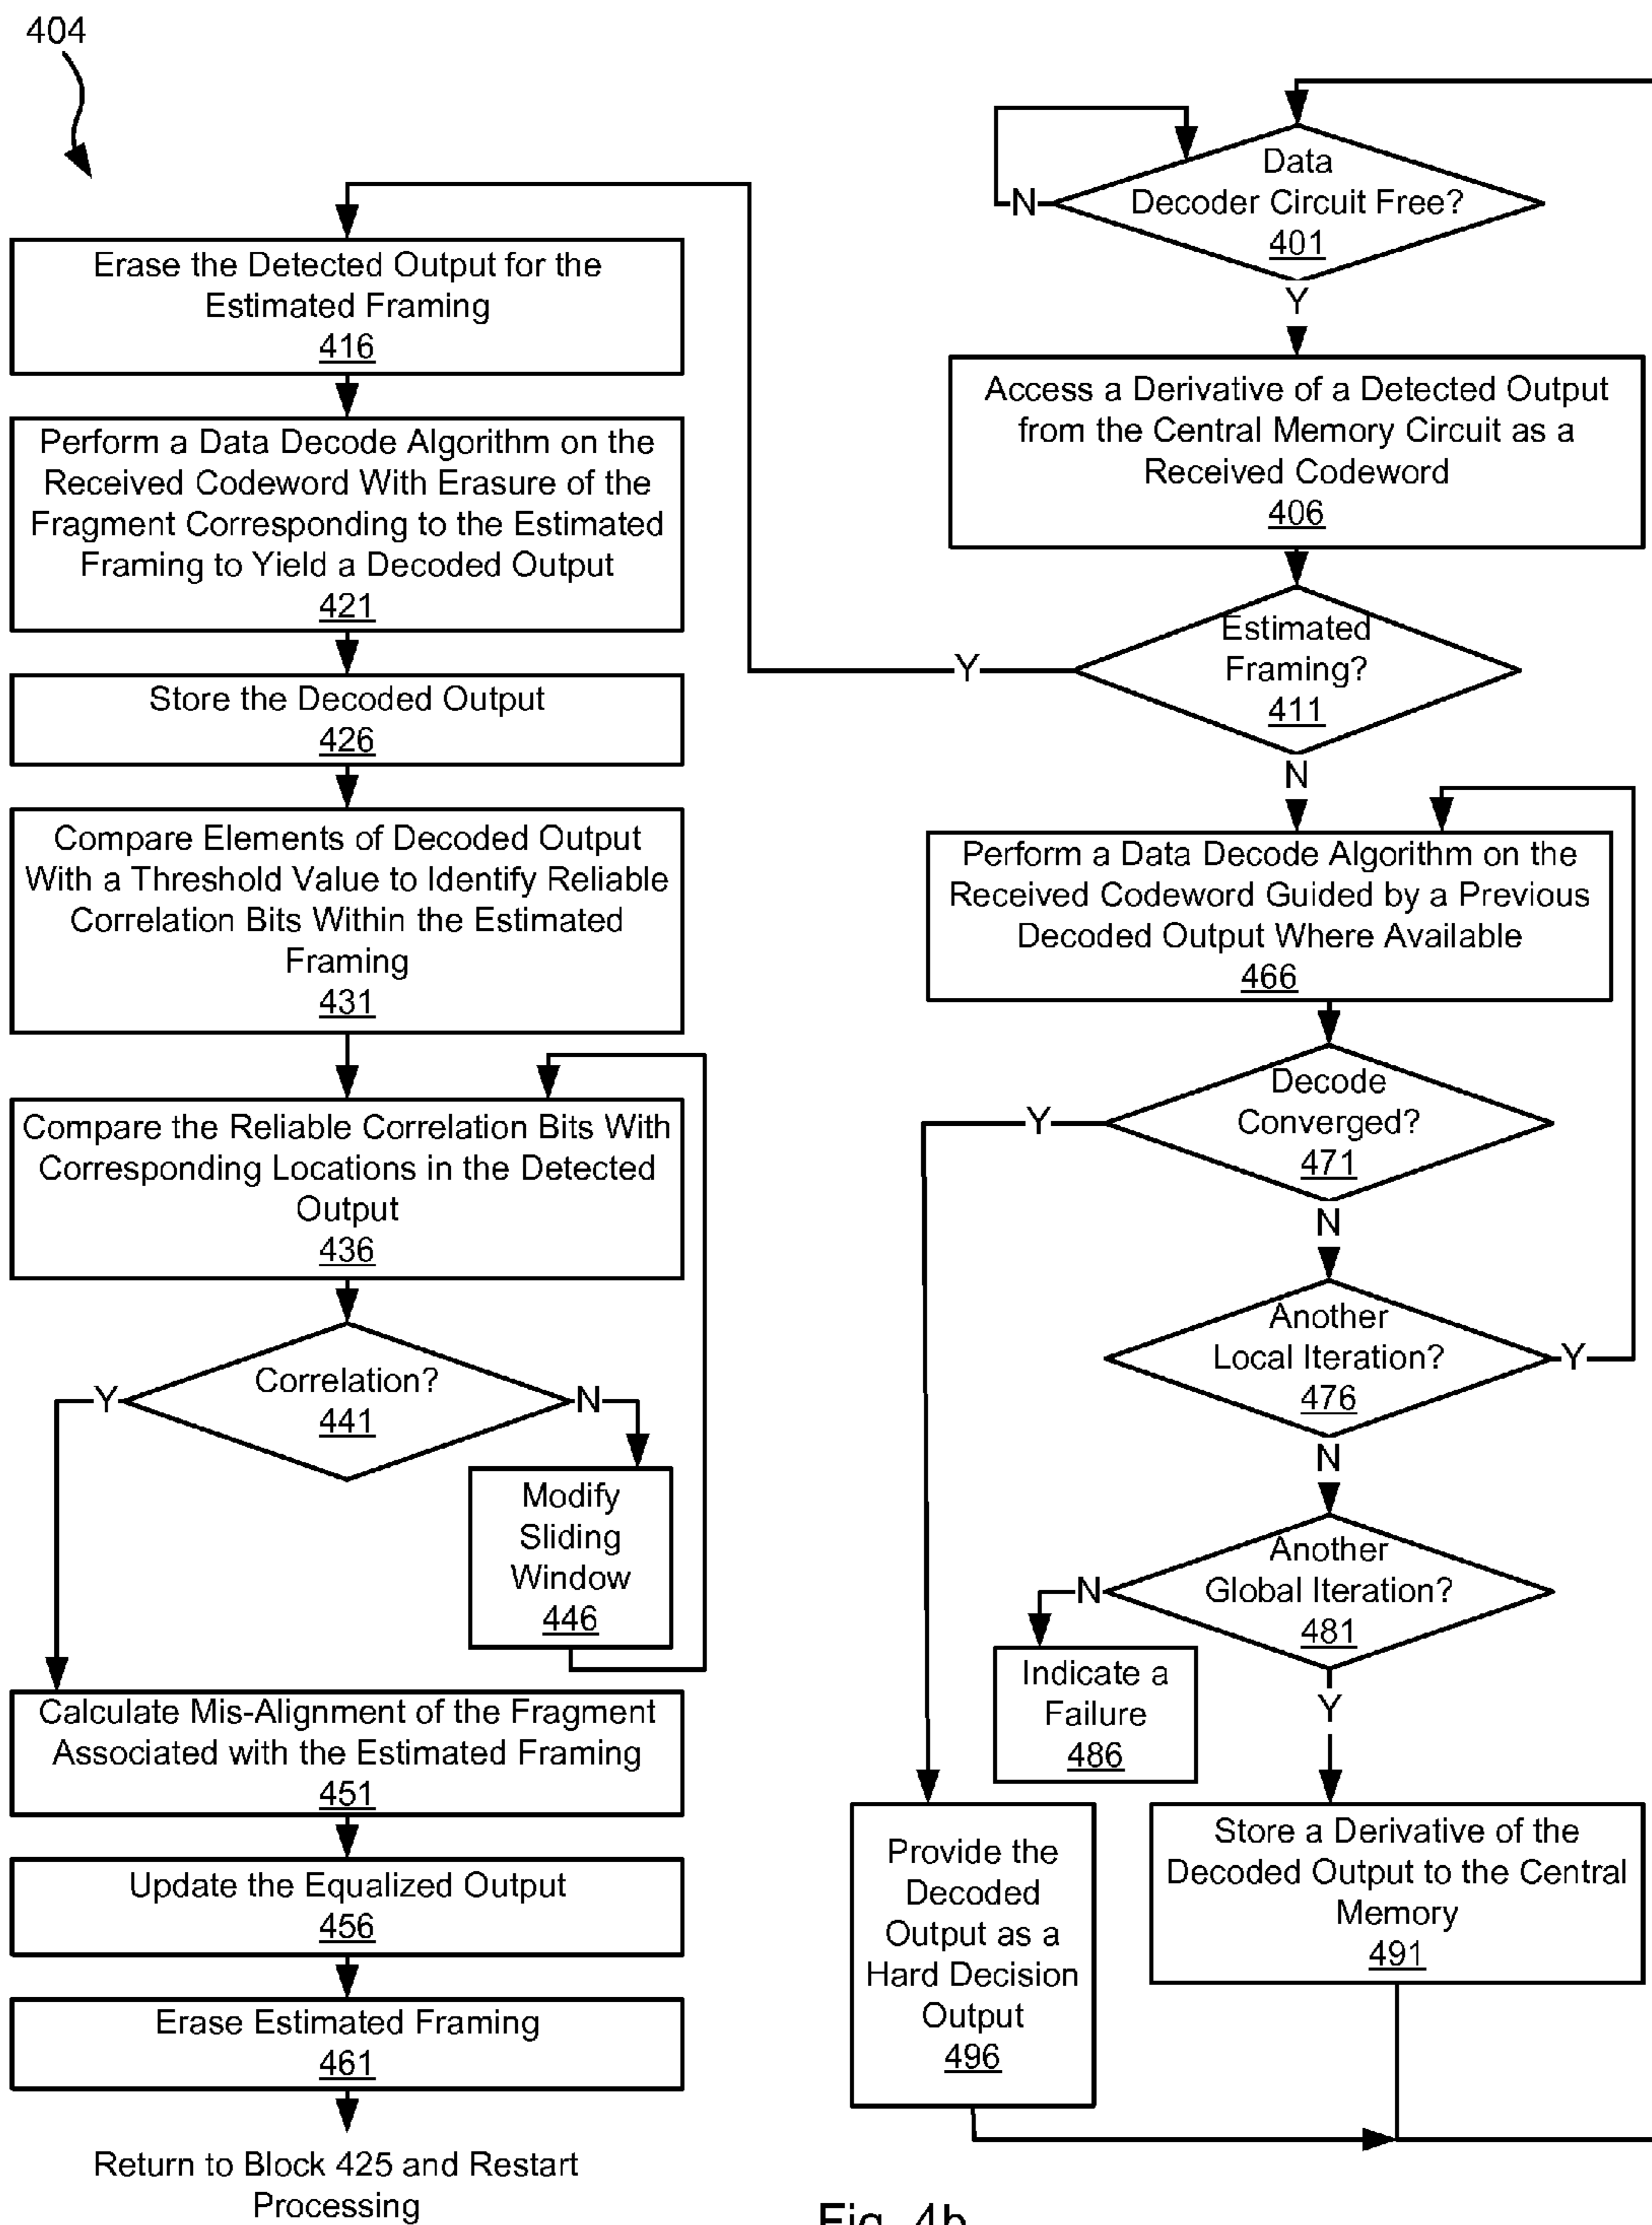 404
Data
Decoder Circuit Free?
401
N
Y
Access a Derivative of a Detected Output
from the Central Memory Circuit as a
Received Codeword
406
Estimated
Framing?
411
Y
N
Erase the Detected Output for the
Estimated Framing
416
Perform a Data Decode Algorithm on the
Received Codeword With Erasure of the
Fragment Corresponding to the Estimated
Framing to Yield a Decoded Output
421
Store the Decoded Output
426
Compare Elements of Decoded Output
With a Threshold Value to Identify Reliable
Correlation Bits Within the Estimated
Framing
431
Compare the Reliable Correlation Bits With
Corresponding Locations in the Detected
Output
436
Correlation?
441
Y
N
Modify
Sliding
Window
446
Calculate Mis-Alignment of the Fragment
Associated with the Estimated Framing
451
Update the Equalized Output
456
Erase Estimated Framing
461
Return to Block 425 and Restart
Processing
Perform a Data Decode Algorithm on the
Received Codeword Guided by a Previous
Decoded Output Where Available
466
Decode
Converged?
471
Y
N
Another
Local Iteration?
476
Y
N
Another
Global Iteration?
481
N
Y
Indicate a
Failure
486
Provide the
Decoded
Output as a
Hard Decision
Output
496
Store a Derivative of the
Decoded Output to the Central
Memory
491
Fig. 4b